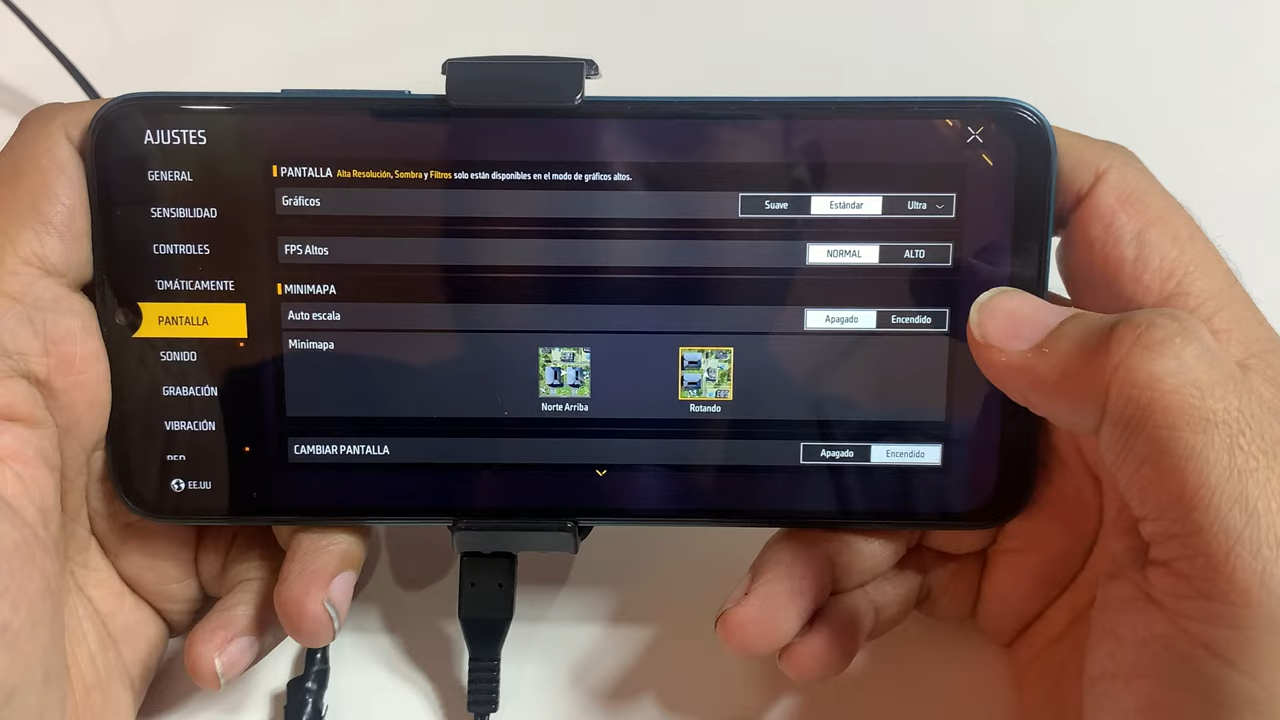 AJUSTES
GENERAL
SENSIBILIDAD
CONTROLES
OMÁTICAMENTE
PANTALLA
SONIDO
GRABACIÓN
VIBRACIÓN
RED
EE.UU
PANTALLA Alta Resolución, Sombra y Filtros solo están disponibles en el modo de gráficos altos.
Gráficos Suave Estándar Ultra
FPS Altos NORMAL ALTO
MINIMAPA
Auto escala Apagado Encendido
Minimapa
Norte Arriba Rotando
CAMBIAR PANTALLA Apagado Encendido